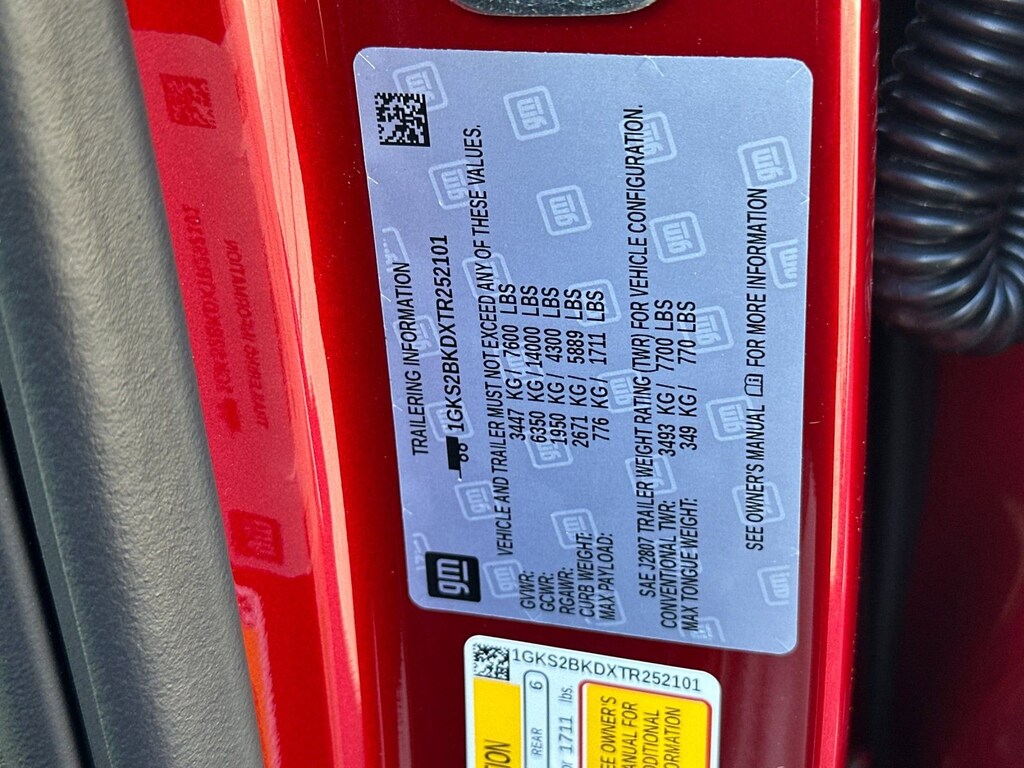 gm
TRAILERING INFORMATION
1GKS2BKDXTR252101
VEHICLE AND TRAILER MUST NOT EXCEED ANY OF THESE VALUES.
GVWR: 3447 KG / 7600 LBS
GCWR: 6350 KG / 14000 LBS
RGAWR: 1950 KG / 4300 LBS
CURB WEIGHT: 2671 KG / 5889 LBS
MAX PAYLOAD: 776 KG / 1711 LBS
SAE J2807 TRAILER WEIGHT RATING (TWR) FOR VEHICLE CONFIGURATION.
CONVENTIONAL TWR: 3493 KG / 7700 LBS
MAX TONGUE WEIGHT: 349 KG / 770 LBS
SEE OWNER'S MANUAL FOR MORE INFORMATION
1GKS2BKDXTR252101
REAR 6
1711 lbs.
MANUAL FOR